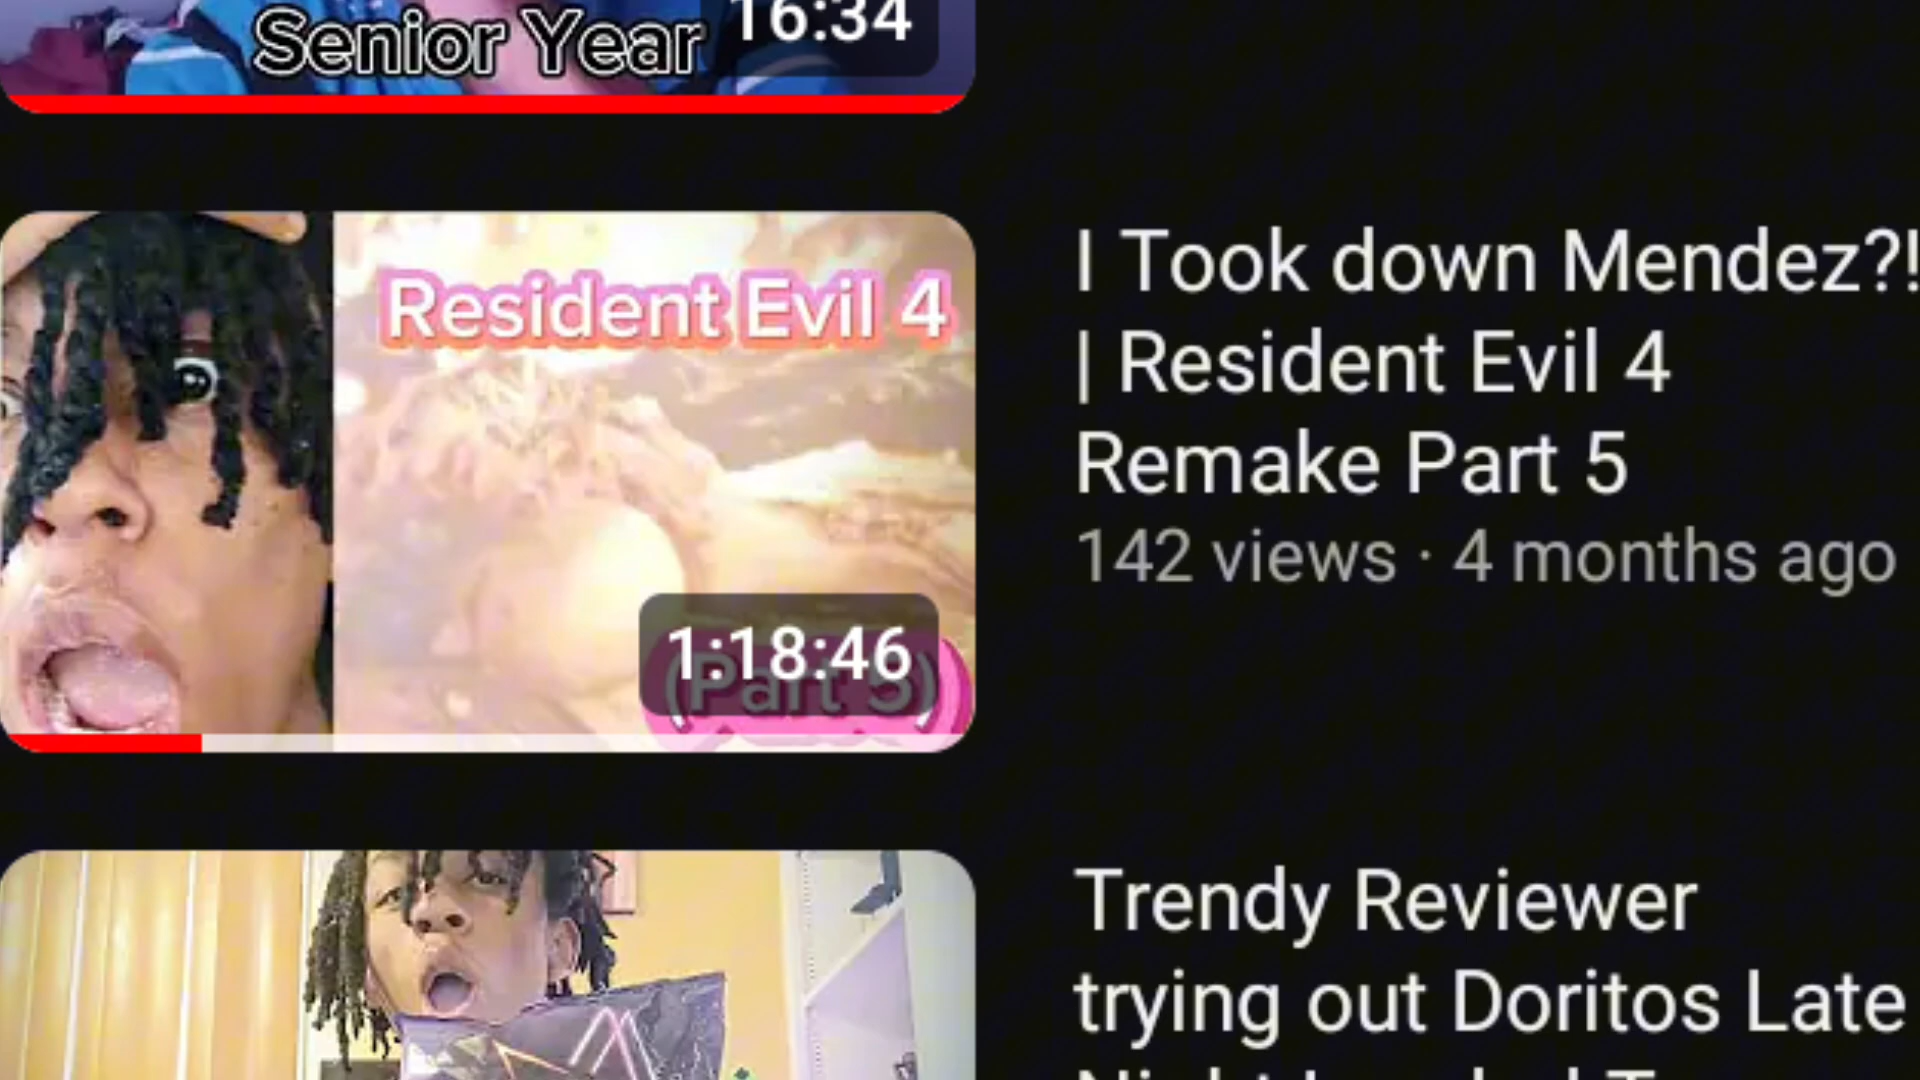 Senior Year
16:34
Resident Evil 4
1:18:46
(Part 5)
I Took down Mendez?!
| Resident Evil 4
Remake Part 5
142 views · 4 months ago
Trendy Reviewer
trying out Doritos Late